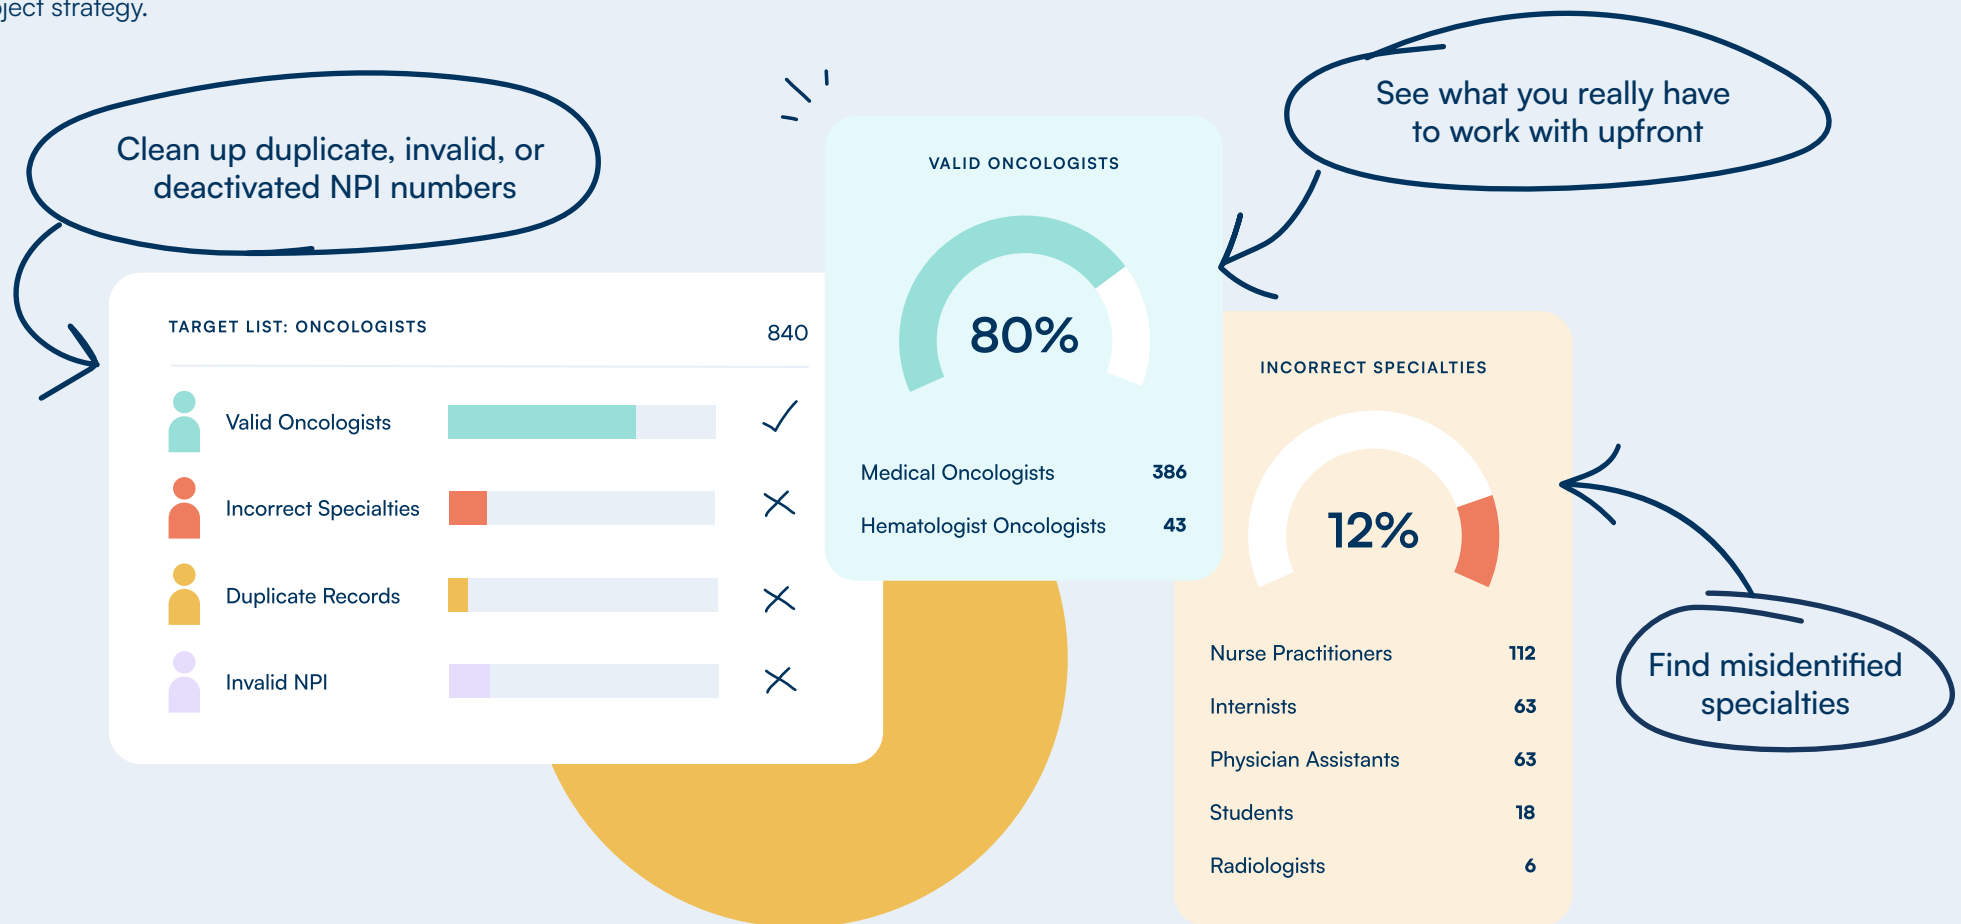 ject strategy.
Clean up duplicate, invalid, or
deactivated NPI numbers
See what you really have
to work with upfront
VALID ONCOLOGISTS
80%
Medical Oncologists 386
Hematologist Oncologists 43
TARGET LIST: ONCOLOGISTS 840
Valid Oncologists
Incorrect Specialties
Duplicate Records
Invalid NPI
INCORRECT SPECIALTIES
12%
Nurse Practitioners 112
Internists 63
Physician Assistants 63
Students 18
Radiologists 6
Find misidentified
specialties